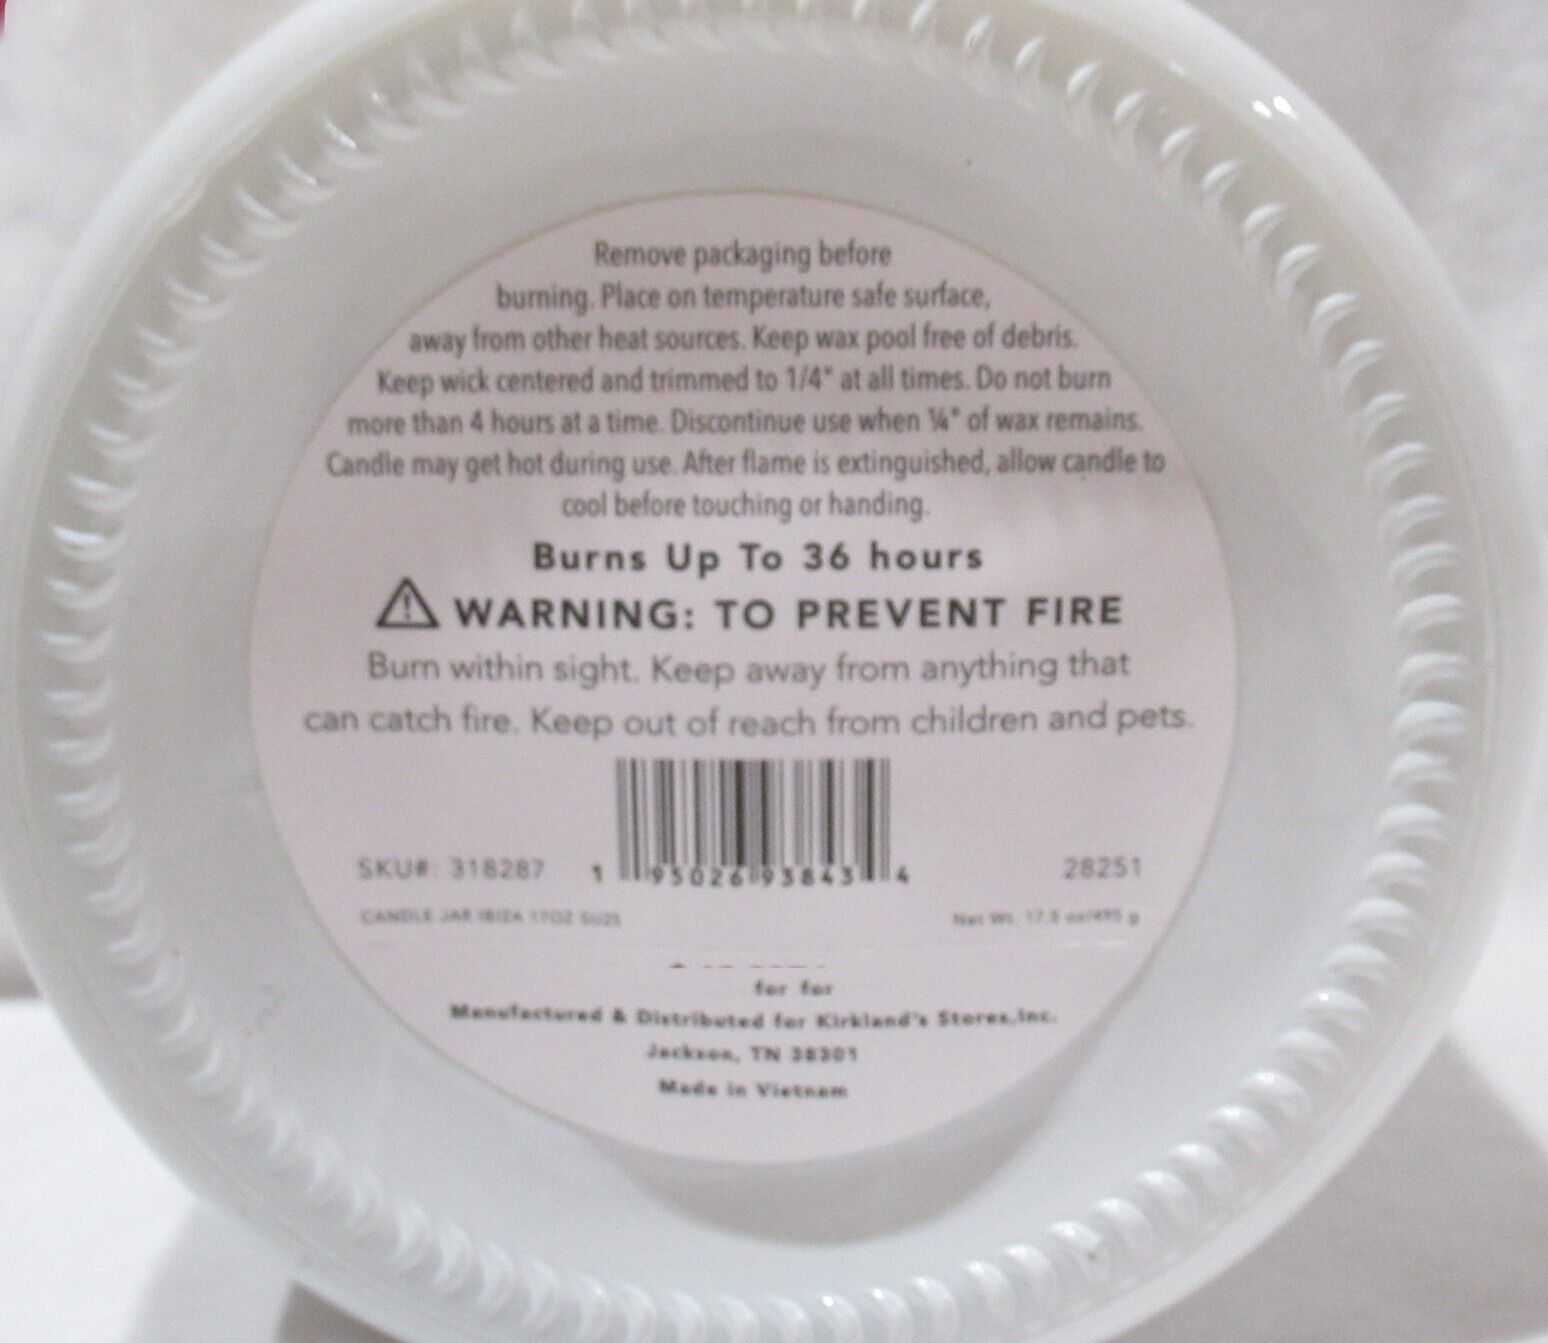 Remove packaging before
burning. Place on temperature safe surface,
away from other heat sources. Keep wax pool free of debris.
Keep wick centered and trimmed to 1/4" at all times. Do not burn
more than 4 hours at a time. Discontinue use when ¼" of wax remains.
Candle may get hot during use. After flame is extinguished, allow candle to
cool before touching or handing.
Burns Up To 36 hours
WARNING: TO PREVENT FIRE
Burn within sight. Keep away from anything that
can catch fire. Keep out of reach from children and pets.
SKU#: 318287 1 95026 93843 4 28251
CANDLE JAR IBIZA 17OZ SU25 Net Wt. 17.5 oz/495 g
for for
Manufactured & Distributed for Kirkland's Stores,Inc.
Jackson, TN 38301
Made in Vietnam